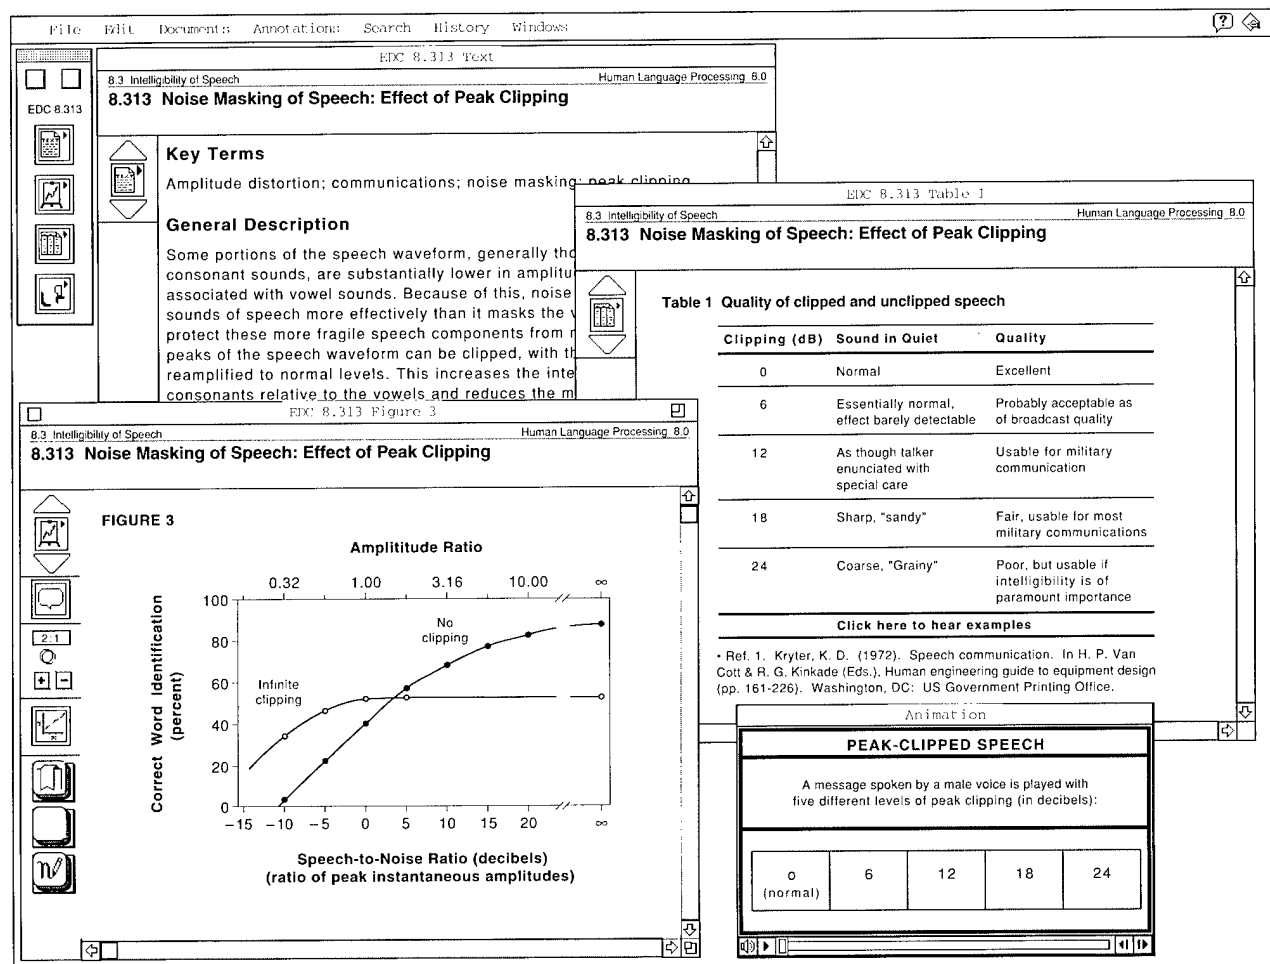 File Edit Documents Annotations Search History Windows
?
EDC 8.313
TEXT
EDC 8.313 Text
8.3 Intelligibility of Speech Human Language Processing 8.0
8.313 Noise Masking of Speech: Effect of Peak Clipping
TEXT
Key Terms
Amplitude distortion; communications; noise masking; peak clipping
General Description
Some portions of the speech waveform, generally tho
consonant sounds, are substantially lower in amplitu
associated with vowel sounds. Because of this, noise
sounds of speech more effectively than it masks the v
protect these more fragile speech components from n
peaks of the speech waveform can be clipped, with th
reamplified to normal levels. This increases the inte
consonants relative to the vowels and reduces the m
EDC 8.313 Table 1
8.3 Intelligibility of Speech Human Language Processing 8.0
8.313 Noise Masking of Speech: Effect of Peak Clipping
Table 1 Quality of clipped and unclipped speech
Clipping (dB) Sound in Quiet Quality
0 Normal Excellent
6 Essentially normal, Probably acceptable as
effect barely detectable of broadcast quality
12 As though talker Usable for military
enunciated with communication
special care
18 Sharp, "sandy" Fair, usable for most
military communications
24 Coarse, "Grainy" Poor, but usable if
intelligibility is of
paramount importance
Click here to hear examples
• Ref. 1. Kryter, K. D. (1972). Speech communication. In H. P. Van
Cott & R. G. Kinkade (Eds.), Human engineering guide to equipment design
(pp. 161-226). Washington, DC: US Government Printing Office.
EDC 8.313 Figure 3
8.3 Intelligibility of Speech Human Language Processing 8.0
8.313 Noise Masking of Speech: Effect of Peak Clipping
2:1
+ −
n
FIGURE 3
Amplititude Ratio
0.32 1.00 3.16 10.00 ∞
Correct Word Identification
(percent)
100
80
60
40
20
0
No
clipping
Infinite
clipping
−15 −10 −5 0 5 10 15 20 ∞
Speech-to-Noise Ratio (decibels)
(ratio of peak instantaneous amplitudes)
Animation
PEAK-CLIPPED SPEECH
A message spoken by a male voice is played with
five different levels of peak clipping (in decibels):
o 6 12 18 24
(normal)